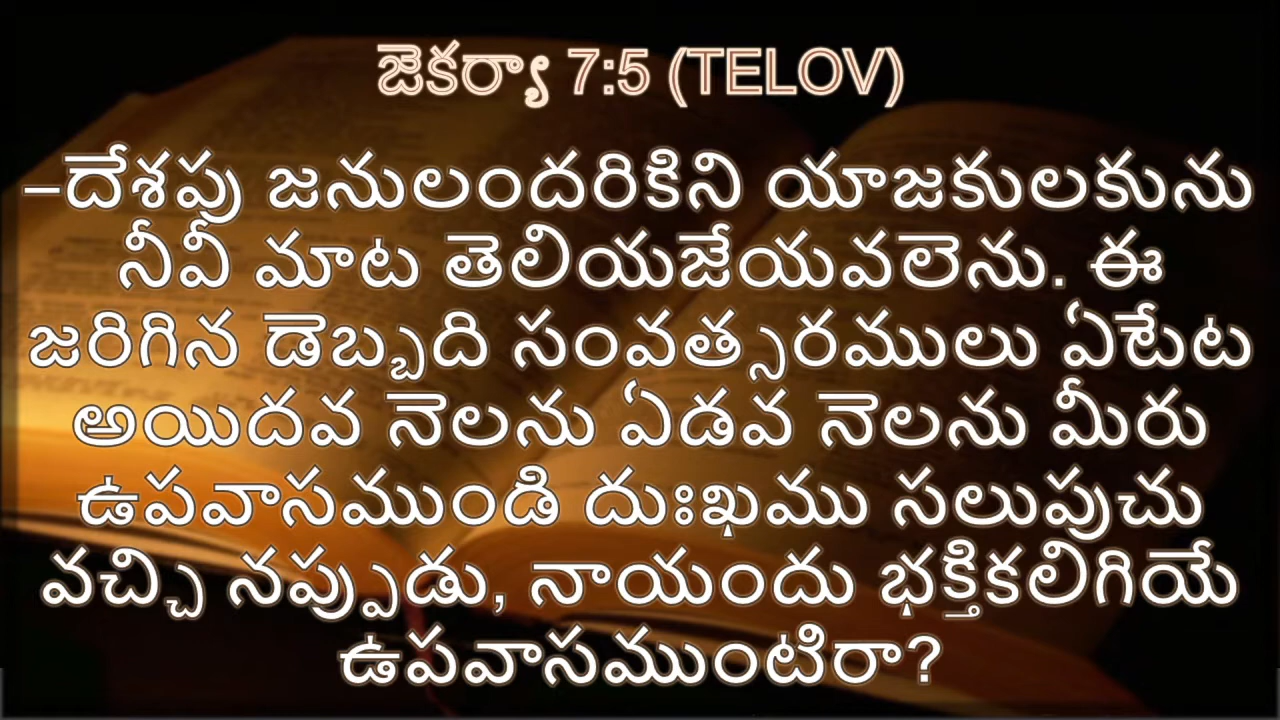 జెకర్యా 7:5 (TELOV)
–దేశపు జనులందరికిని యాజకులకును
నీవీ మాట తెలియజేయవలెను. ఈ
జరిగిన డెబ్బది సంవత్సరములు ఏటేట
అయిదవ నెలను ఏడవ నెలను మీరు
ఉపవాసముండి దుఃఖము సలుపుచు
వచ్చి నప్పుడు, నాయందు భక్తికలిగియే
ఉపవాసముంటిరా?